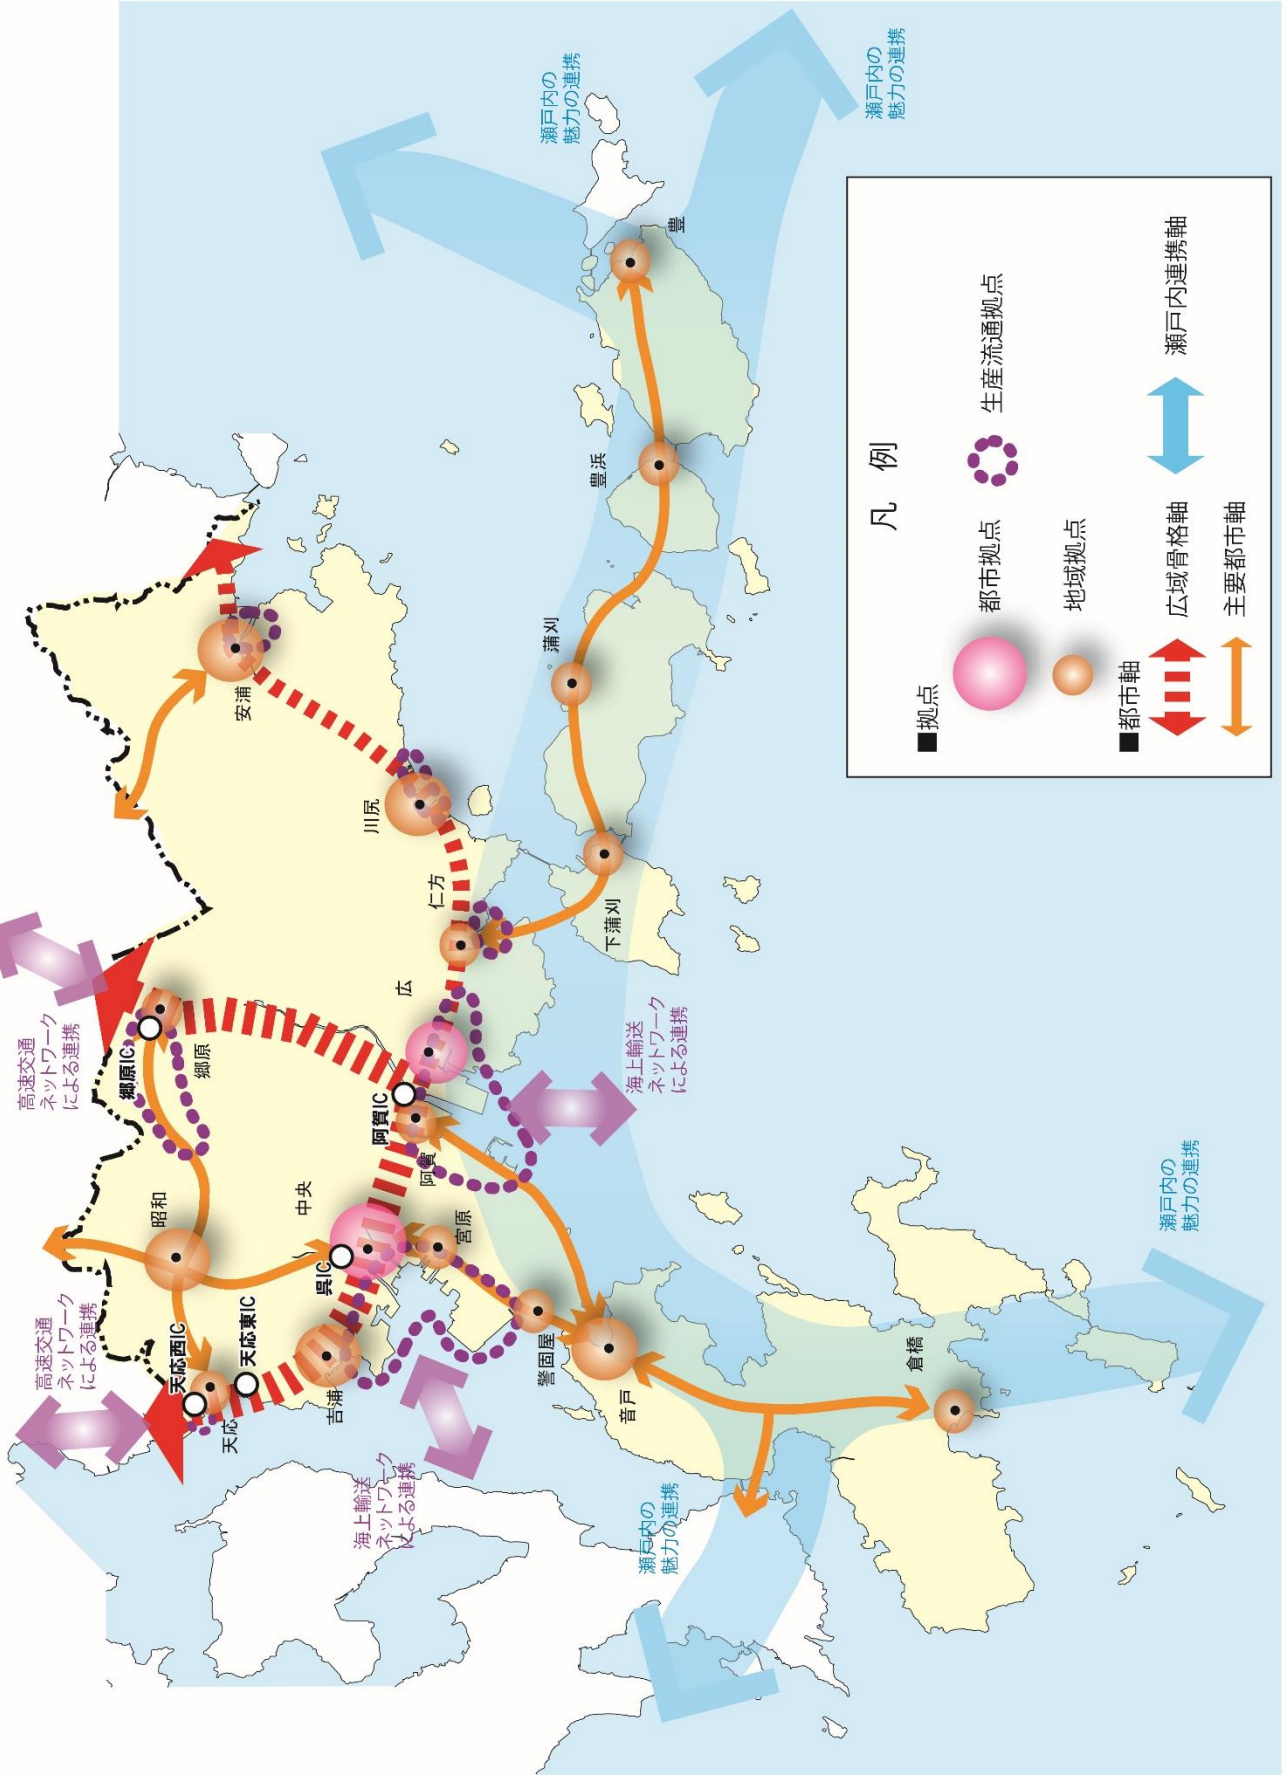 高速交通
ネットワーク
による連携
高速交通
ネットワーク
による連携
海上輸送
ネットワーク
による連携
海上輸送
ネットワーク
による連携
瀬戸内の
魅力の連携
瀬戸内の
魅力の連携
瀬戸内の
魅力の連携
瀬戸内の
魅力の連携
天応西IC
天応東IC
天応
吉浦
呉IC
中央
昭和
宮原
警固屋
音戸
倉橋
郷原IC
郷原
阿賀IC
阿賀
広
仁方
川尻
安浦
下蒲刈
蒲刈
豊浜
豊
凡 例
■拠点
都市拠点
生産流通拠点
地域拠点
■都市軸
広域骨格軸
瀬戸内連携軸
主要都市軸